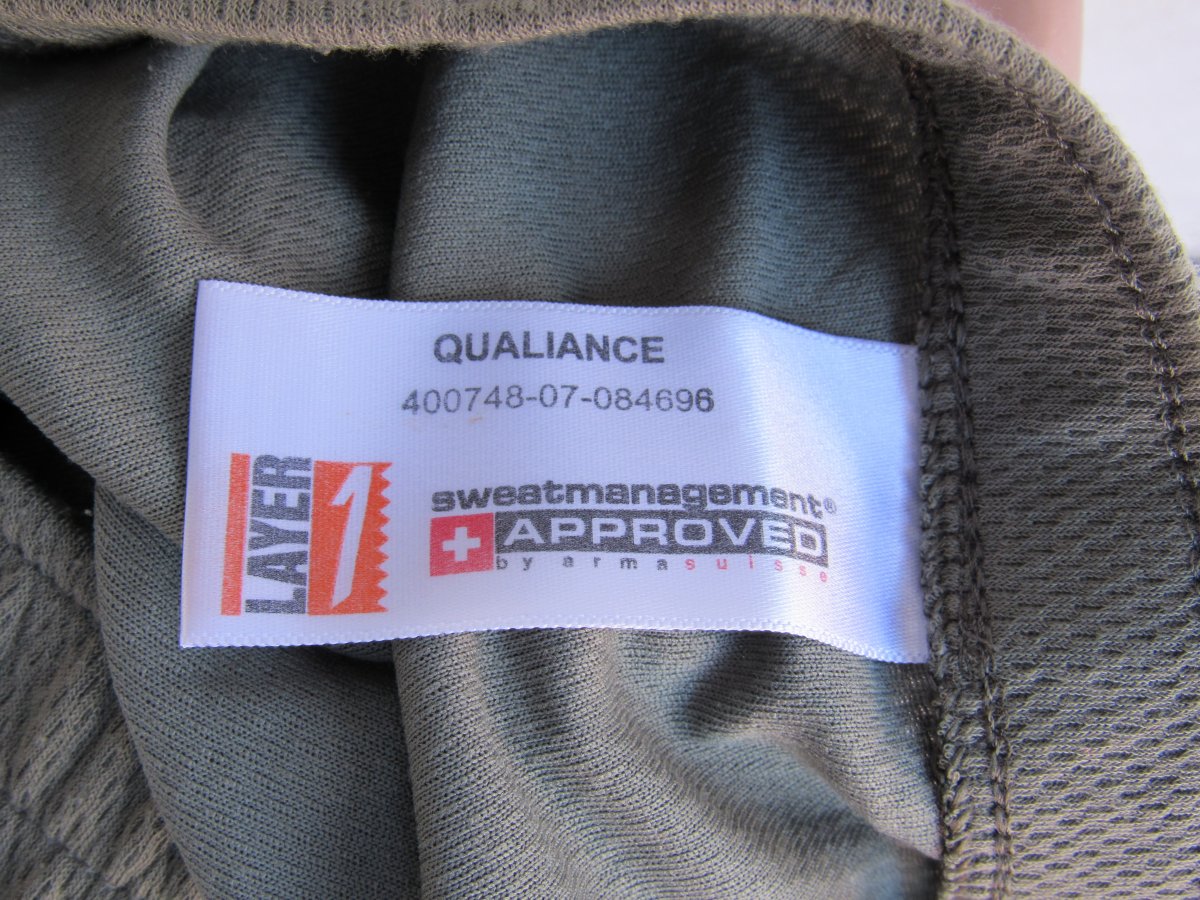 QUALIANCE
400748-07-084696
LAYER 1
sweatmanagement®
APPROVED
by armasuisse